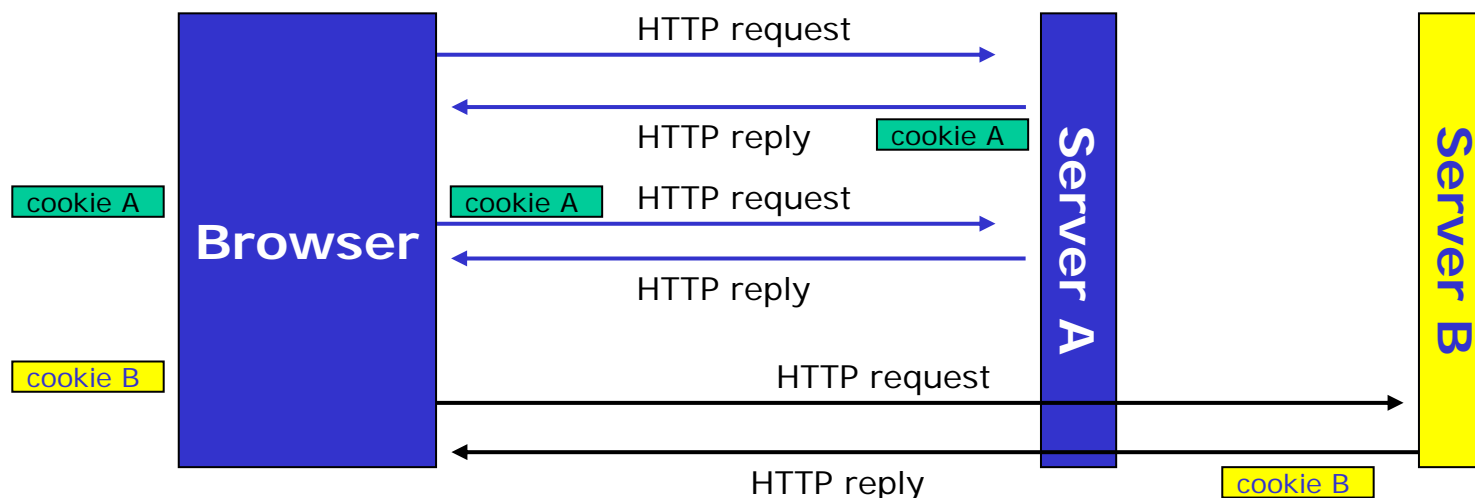 HTTP request
HTTP reply
cookie A
cookie A
cookie A
HTTP request
Browser
HTTP reply
Server A
Server B
cookie B
HTTP request
HTTP reply
cookie B